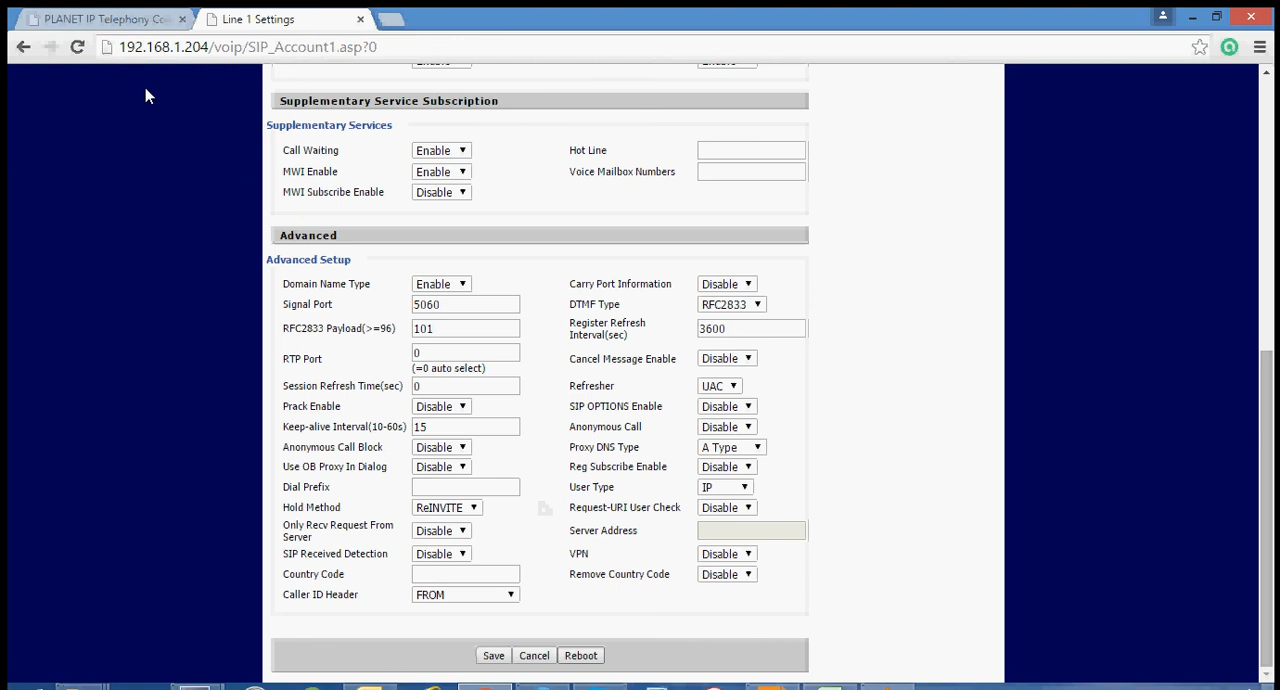 PLANET IP Telephony Co
Line 1 Settings
192.168.1.204/voip/SIP_Account1.asp?0
Supplementary Service Subscription
Supplementary Services
Call Waiting Enable Hot Line
MWI Enable Enable Voice Mailbox Numbers
MWI Subscribe Enable Disable
Advanced
Advanced Setup
Domain Name Type Enable Carry Port Information Disable
Signal Port 5060 DTMF Type RFC2833
RFC2833 Payload(>=96) 101 Register Refresh
Interval(sec) 3600
RTP Port 0 Cancel Message Enable Disable
(=0 auto select)
Session Refresh Time(sec) 0 Refresher UAC
Prack Enable Disable SIP OPTIONS Enable Disable
Keep-alive Interval(10-60s) 15 Anonymous Call Disable
Anonymous Call Block Disable Proxy DNS Type A Type
Use OB Proxy In Dialog Disable Reg Subscribe Enable Disable
Dial Prefix User Type IP
Hold Method ReINVITE Request-URI User Check Disable
Only Recv Request From
Server Disable Server Address
SIP Received Detection Disable VPN Disable
Country Code Remove Country Code Disable
Caller ID Header FROM
Save Cancel Reboot